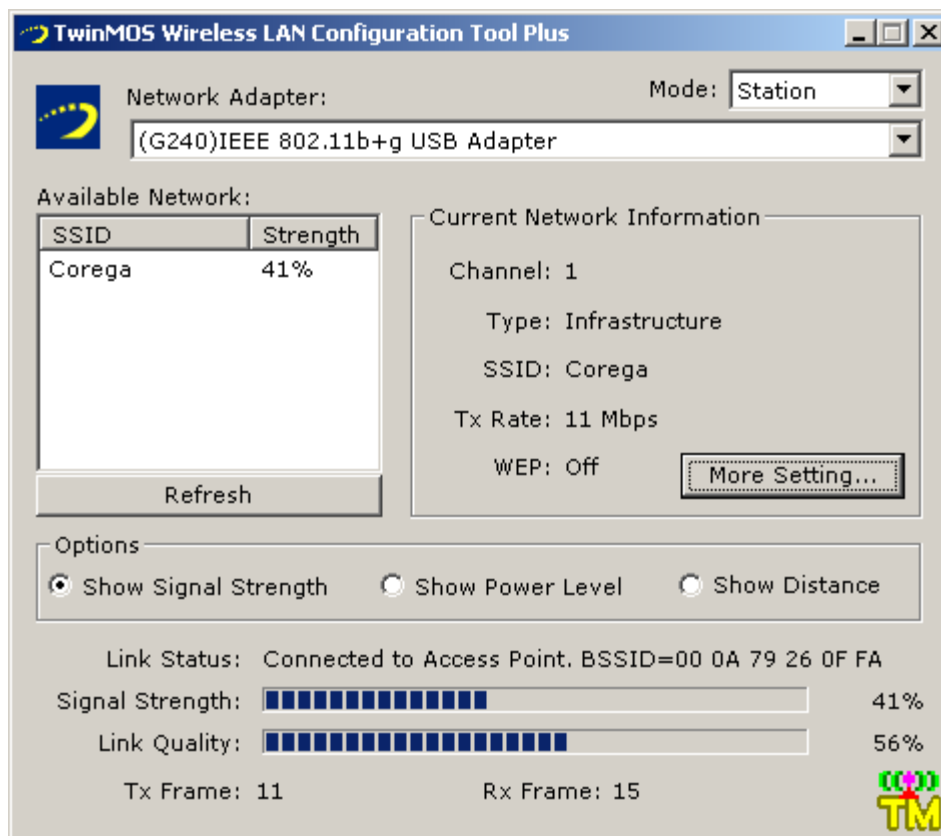 TwinMOS Wireless LAN Configuration Tool Plus
Network Adapter:
Mode: Station
(G240)IEEE 802.11b+g USB Adapter
Available Network:
SSID Strength
Corega 41%
Refresh
Current Network Information
Channel: 1
Type: Infrastructure
SSID: Corega
Tx Rate: 11 Mbps
WEP: Off
More Setting...
Options
Show Signal Strength Show Power Level Show Distance
Link Status: Connected to Access Point. BSSID=00 0A 79 26 0F FA
Signal Strength: 41%
Link Quality: 56%
Tx Frame: 11 Rx Frame: 15
TM